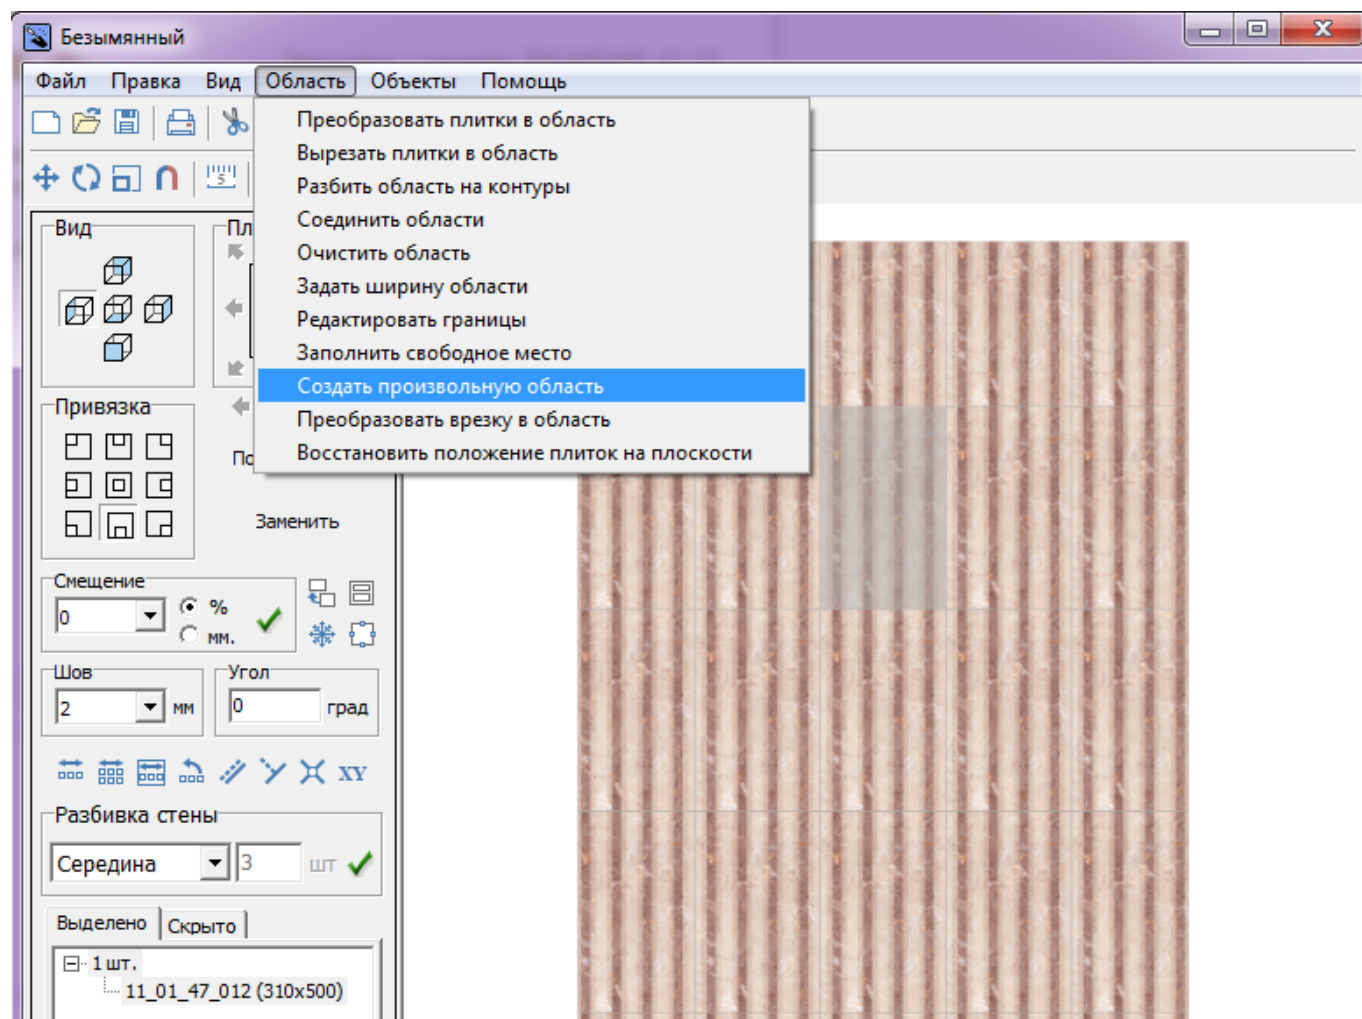 Безымянный
Файл Правка Вид Область Объекты Помощь
Преобразовать плитки в область
Вырезать плитки в область
Разбить область на контуры
Соединить области
Очистить область
Задать ширину области
Редактировать границы
Заполнить свободное место
Создать произвольную область
Преобразовать врезку в область
Восстановить положение плиток на плоскости
5
Вид
Пл
Привязка
По
Заменить
Смещение
0 %
мм.
Шов Угол
2 мм 0 град
XY
Разбивка стены
Середина 3 шт
Выделено Скрыто
1 шт.
11_01_47_012 (310x500)